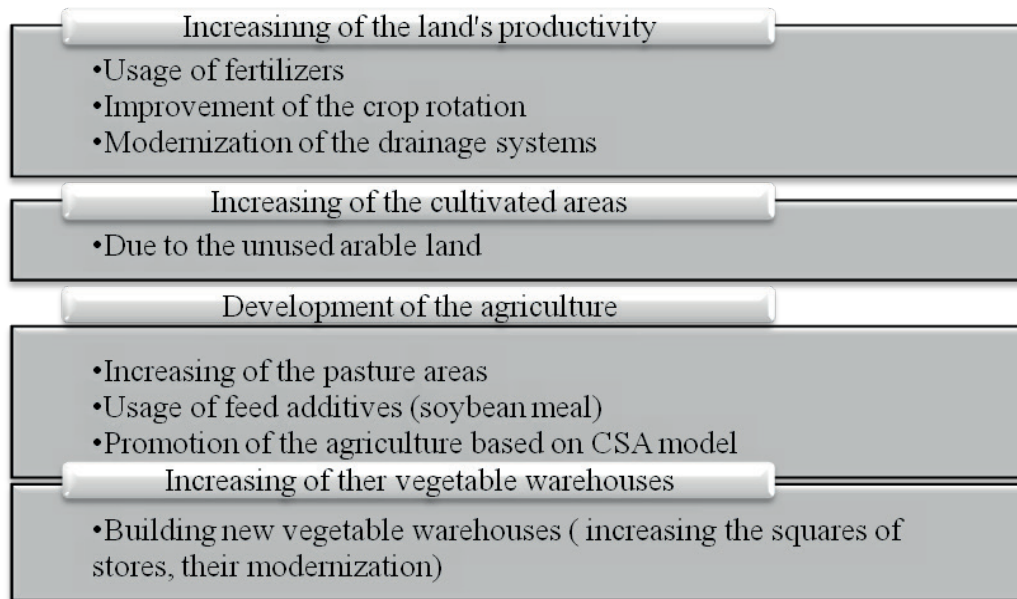 Increasinng of the land's productivity
•Usage of fertilizers
•Improvement of the crop rotation
•Modernization of the drainage systems
Increasing of the cultivated areas
•Due to the unused arable land
Development of the agriculture
•Increasing of the pasture areas
•Usage of feed additives (soybean meal)
•Promotion of the agriculture based on CSA model
Increasing of ther vegetable warehouses
•Building new vegetable warehouses ( increasing the squares of
stores, their modernization)